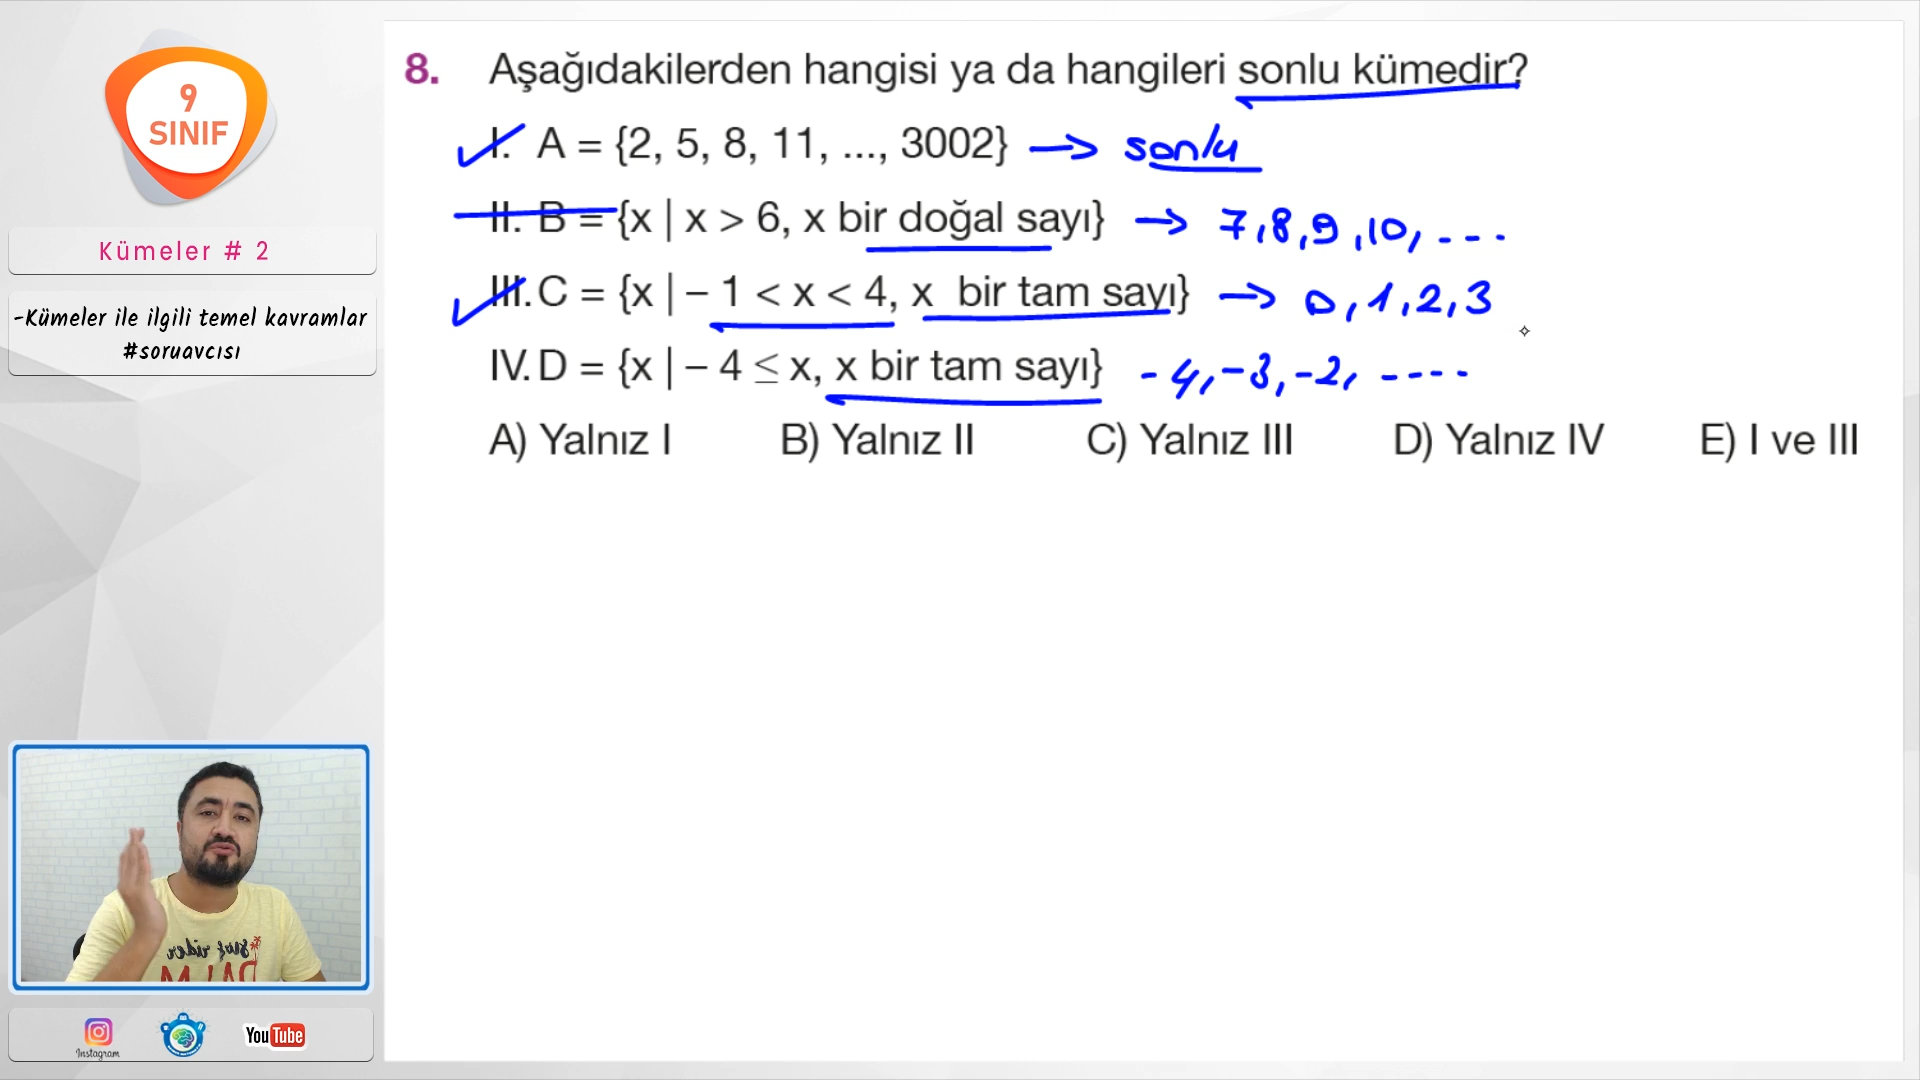 9
SINIF
Kümeler # 2
-Kümeler ile ilgili temel kavramlar
#soruavcısı
8. Aşağıdakilerden hangisi ya da hangileri sonlu kümedir?
I. A = {2, 5, 8, 11, ..., 3002} → sonlu
II. B = {x | x > 6, x bir doğal sayı} → 7,8,9,10, ----
III. C = {x | – 1 < x < 4, x bir tam sayı} → 0,1,2,3
IV. D = {x | – 4 ≤ x, x bir tam sayı} -4,-3,-2, ----
A) Yalnız I B) Yalnız II C) Yalnız III D) Yalnız IV E) I ve III
Instagram
YouTube